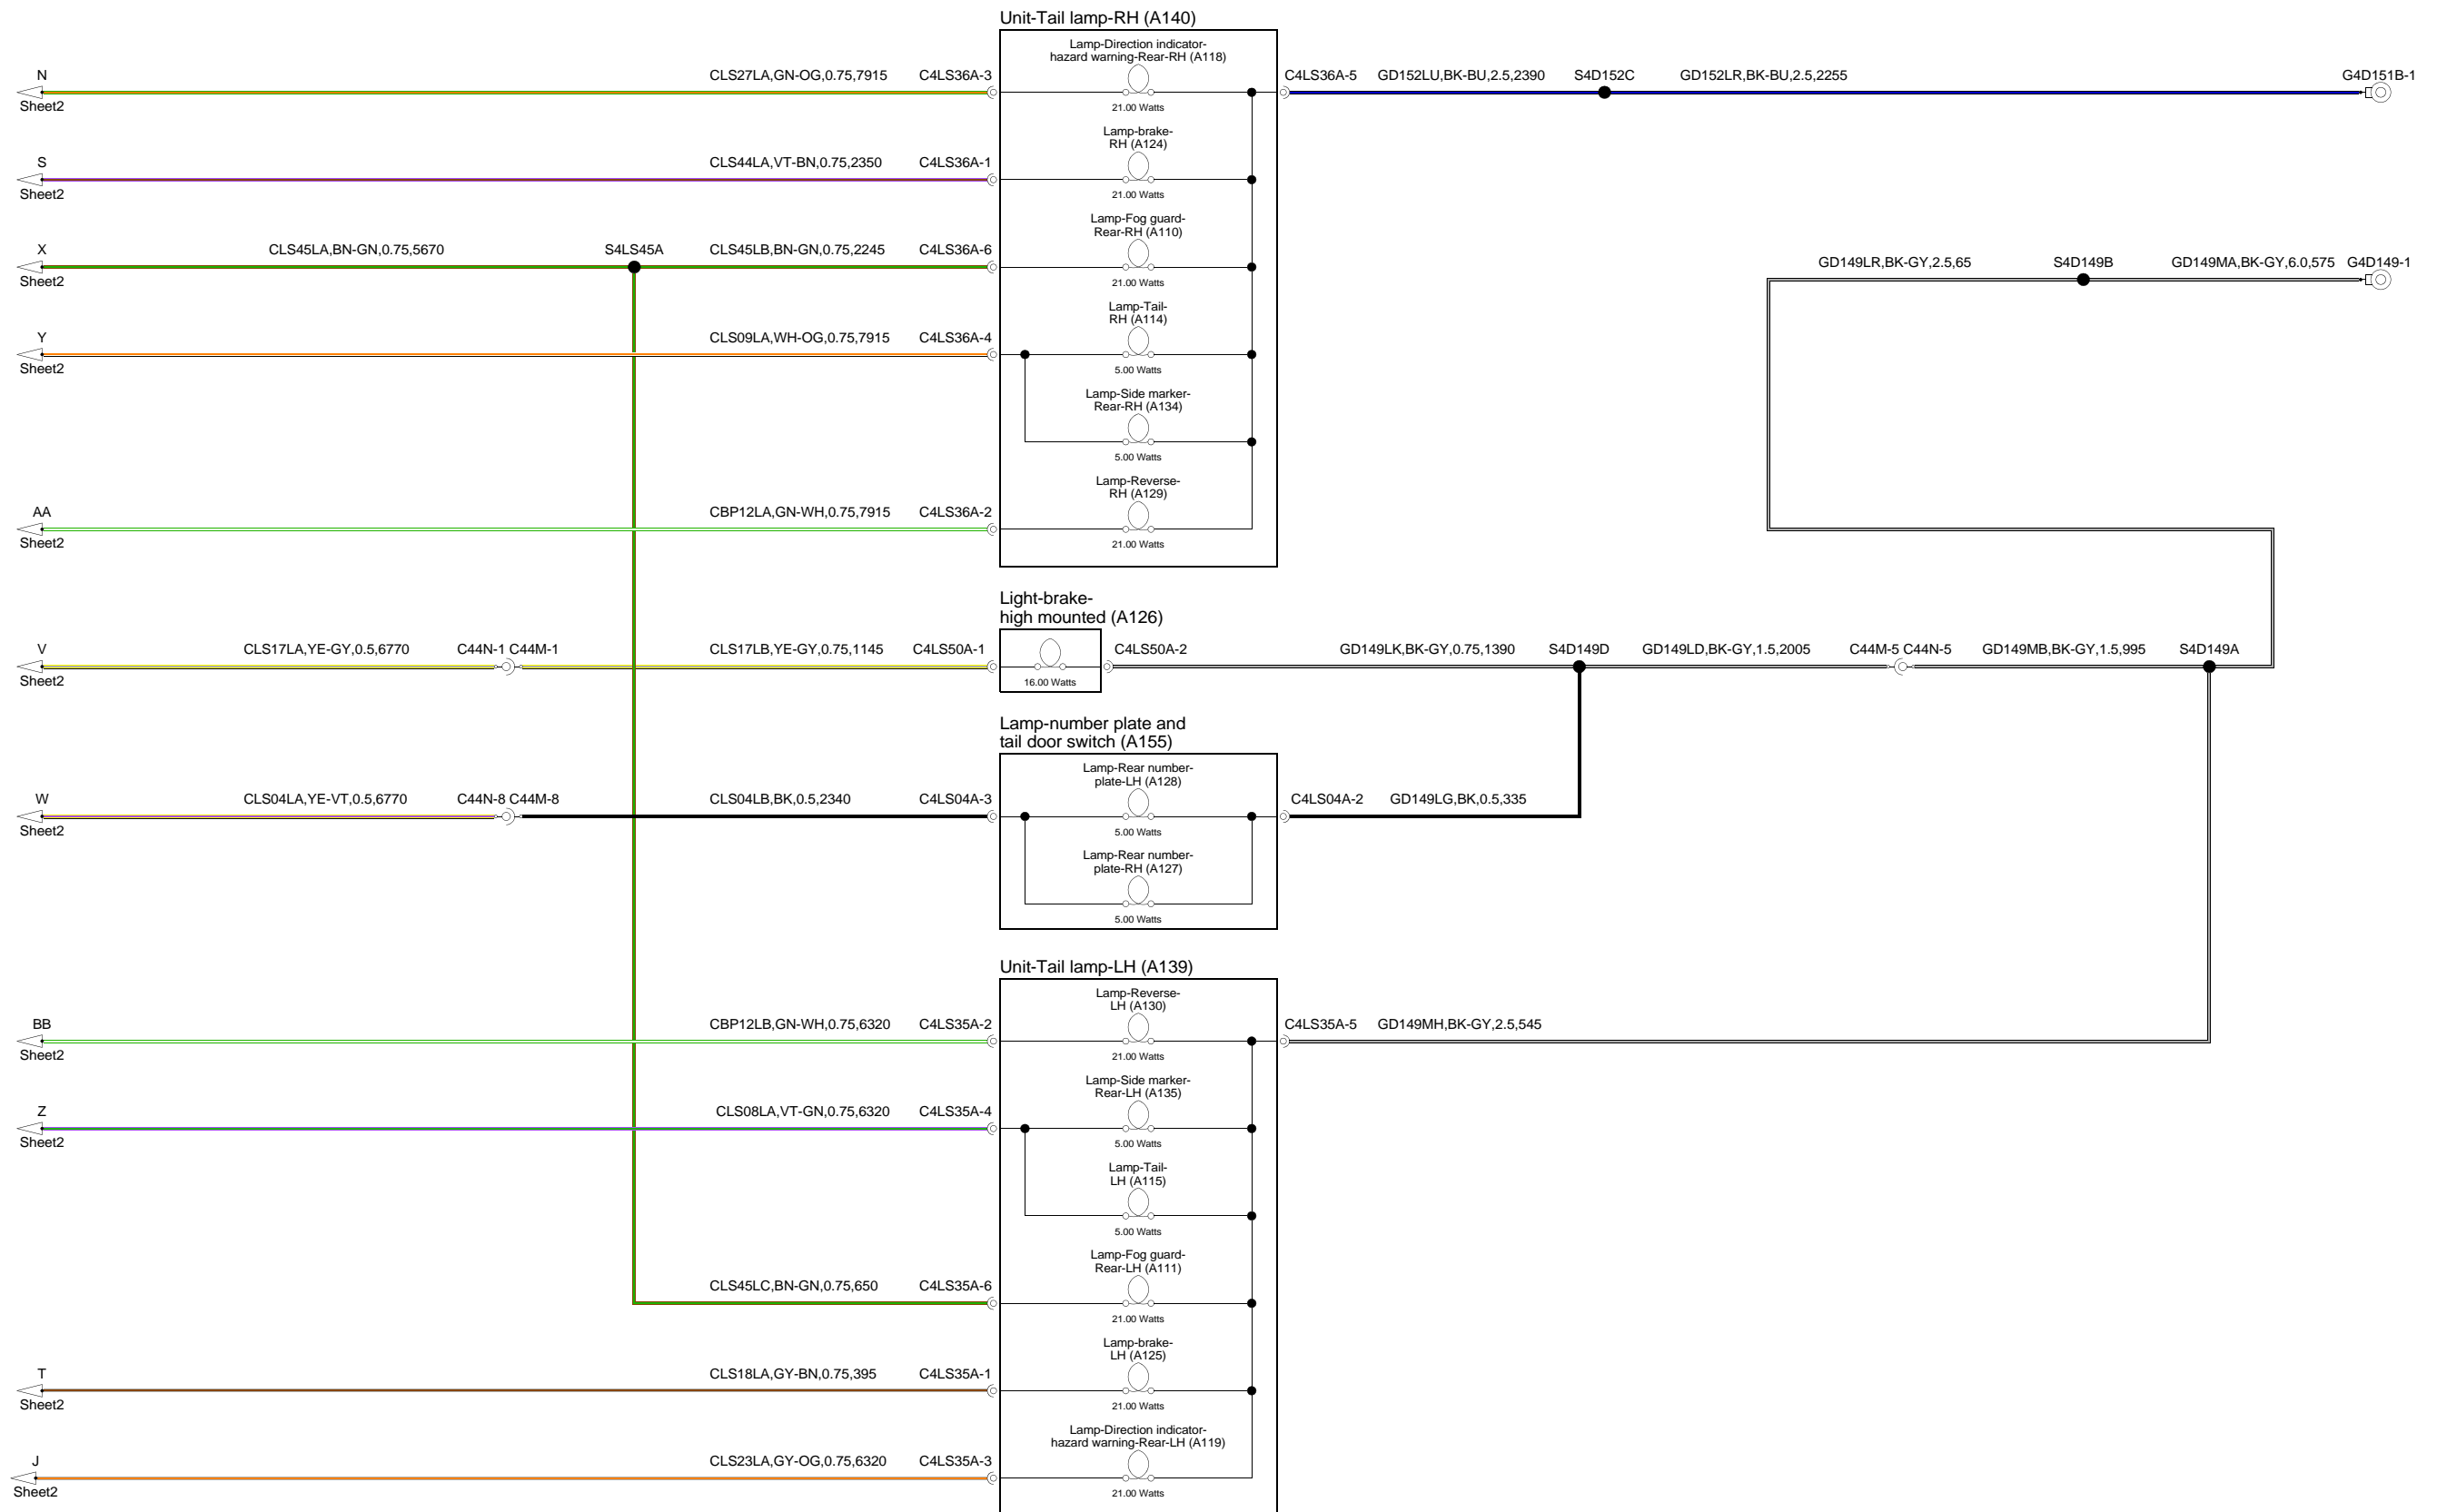 Unit-Tail lamp-RH (A140)
Lamp-Direction indicator-
hazard warning-Rear-RH (A118)
N
CLS27LA,GN-OG,0.75,7915
C4LS36A-3
C4LS36A-5
GD152LU,BK-BU,2.5,2390
S4D152C
GD152LR,BK-BU,2.5,2255
G4D151B-1
Sheet2
21.00 Watts
Lamp-brake-
RH (A124)
S
CLS44LA,VT-BN,0.75,2350
C4LS36A-1
Sheet2
21.00 Watts
Lamp-Fog guard-
Rear-RH (A110)
X
CLS45LA,BN-GN,0.75,5670
S4LS45A
CLS45LB,BN-GN,0.75,2245
C4LS36A-6
GD149LR,BK-GY,2.5,65
S4D149B
GD149MA,BK-GY,6.0,575
G4D149-1
Sheet2
21.00 Watts
Lamp-Tail-
RH (A114)
Y
CLS09LA,WH-OG,0.75,7915
C4LS36A-4
Sheet2
5.00 Watts
Lamp-Side marker-
Rear-RH (A134)
5.00 Watts
Lamp-Reverse-
RH (A129)
AA
CBP12LA,GN-WH,0.75,7915
C4LS36A-2
Sheet2
21.00 Watts
Light-brake-
high mounted (A126)
V
CLS17LA,YE-GY,0.5,6770
C44N-1 C44M-1
CLS17LB,YE-GY,0.75,1145
C4LS50A-1
C4LS50A-2
GD149LK,BK-GY,0.75,1390
S4D149D
GD149LD,BK-GY,1.5,2005
C44M-5 C44N-5
GD149MB,BK-GY,1.5,995
S4D149A
Sheet2
16.00 Watts
Lamp-number plate and
tail door switch (A155)
Lamp-Rear number-
plate-LH (A128)
W
CLS04LA,YE-VT,0.5,6770
C44N-8 C44M-8
CLS04LB,BK,0.5,2340
C4LS04A-3
C4LS04A-2
GD149LG,BK,0.5,335
Sheet2
5.00 Watts
Lamp-Rear number-
plate-RH (A127)
5.00 Watts
Unit-Tail lamp-LH (A139)
Lamp-Reverse-
LH (A130)
BB
CBP12LB,GN-WH,0.75,6320
C4LS35A-2
C4LS35A-5
GD149MH,BK-GY,2.5,545
Sheet2
21.00 Watts
Lamp-Side marker-
Rear-LH (A135)
Z
CLS08LA,VT-GN,0.75,6320
C4LS35A-4
Sheet2
5.00 Watts
Lamp-Tail-
LH (A115)
5.00 Watts
Lamp-Fog guard-
Rear-LH (A111)
CLS45LC,BN-GN,0.75,650
C4LS35A-6
21.00 Watts
Lamp-brake-
LH (A125)
T
CLS18LA,GY-BN,0.75,395
C4LS35A-1
Sheet2
21.00 Watts
Lamp-Direction indicator-
hazard warning-Rear-LH (A119)
J
CLS23LA,GY-OG,0.75,6320
C4LS35A-3
Sheet2
21.00 Watts